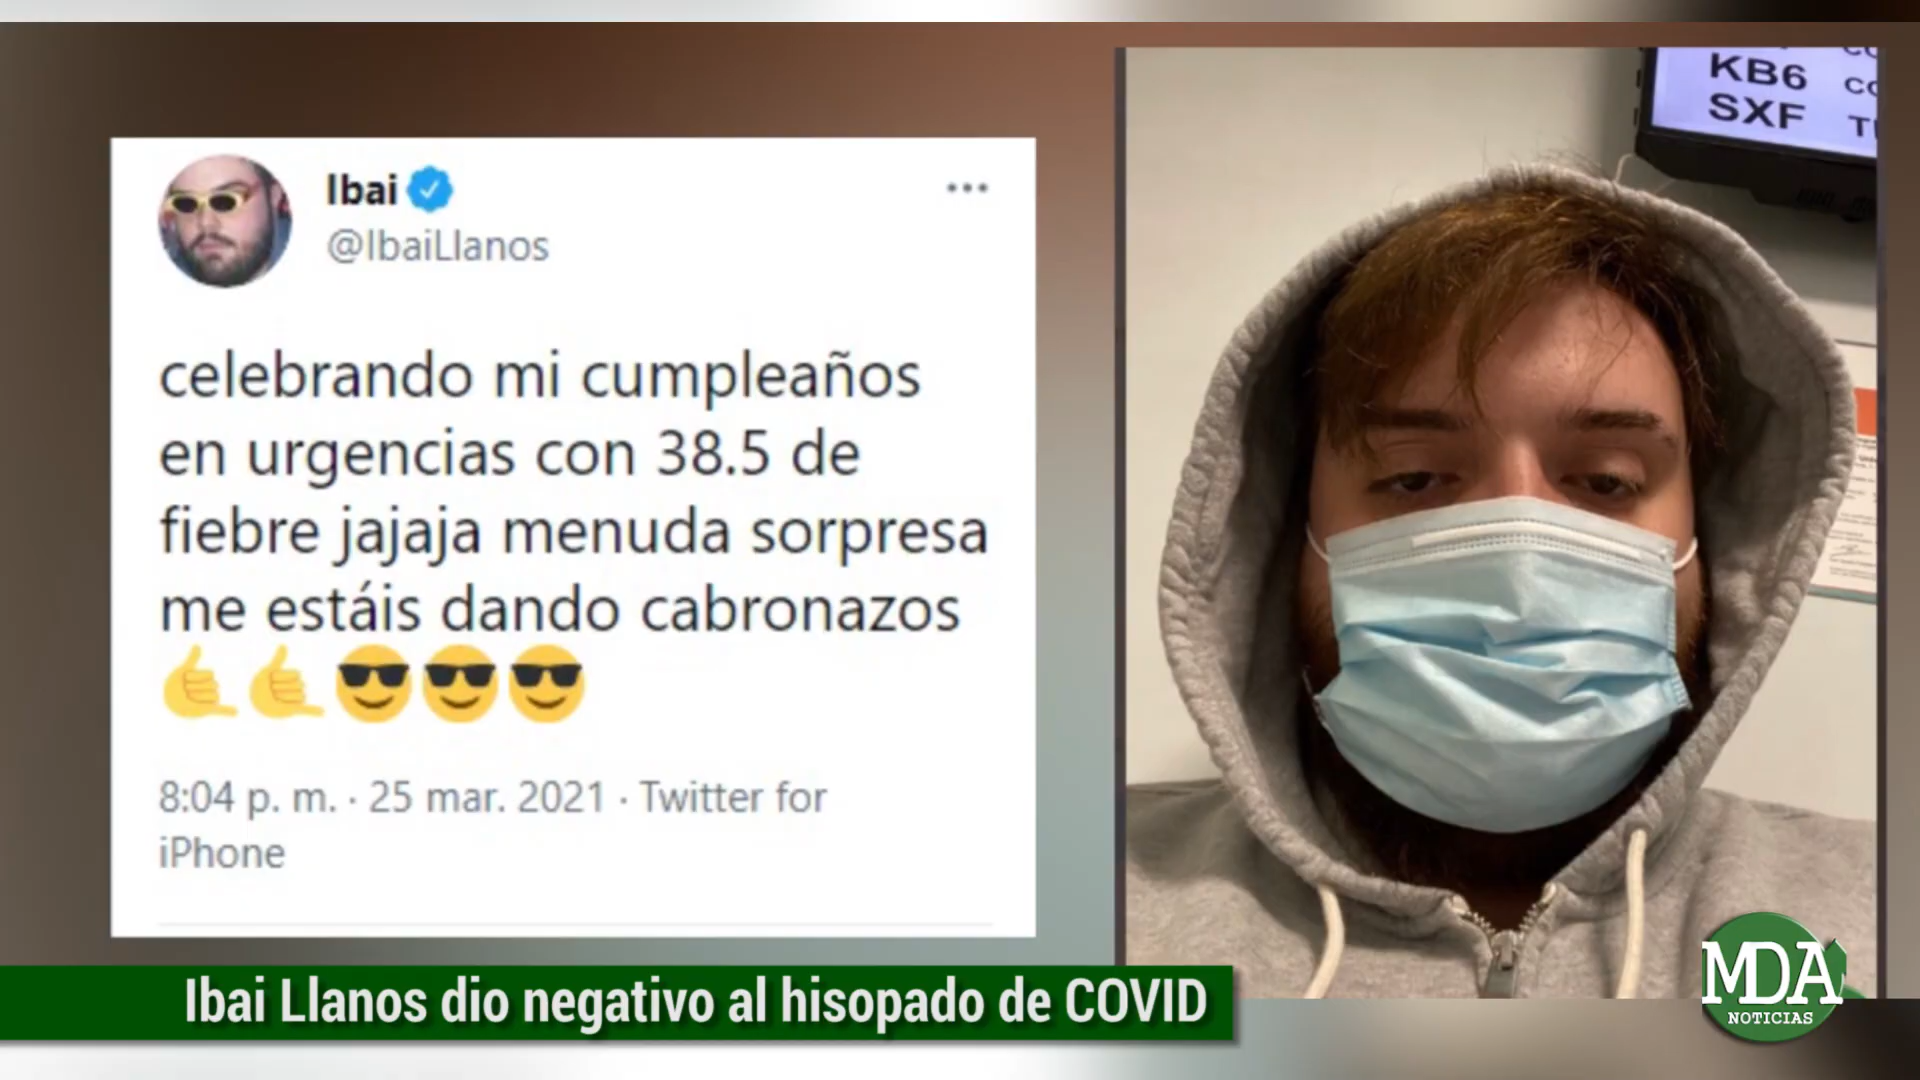 Ibai
@IbaiLlanos
celebrando mi cumpleaños
en urgencias con 38.5 de
fiebre jajaja menuda sorpresa
me estáis dando cabronazos
🤙🤙😎😎😎
8:04 p. m. · 25 mar. 2021 · Twitter for
iPhone
KB6
SXF
Ibai Llanos dio negativo al hisopado de COVID
MDA
NOTICIAS